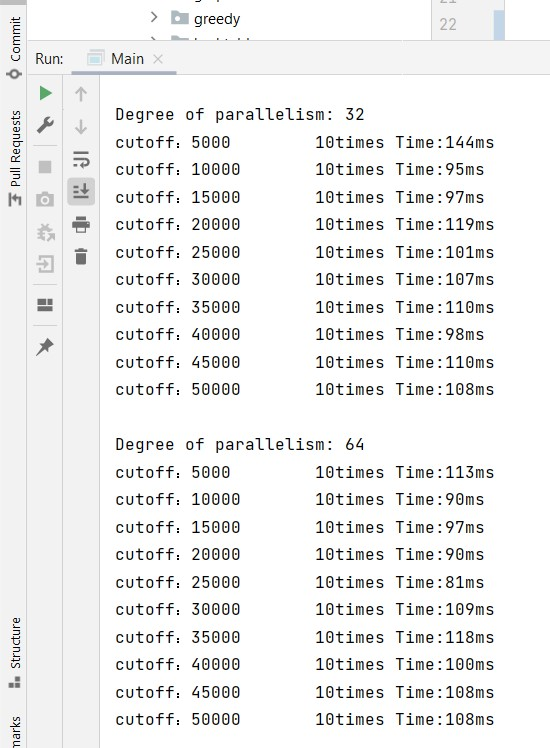 Commit
Pull Requests
Structure
marks
greedy
22
Run: Main
Degree of parallelism: 32
cutoff：5000 10times Time:144ms
cutoff：10000 10times Time:95ms
cutoff：15000 10times Time:97ms
cutoff：20000 10times Time:119ms
cutoff：25000 10times Time:101ms
cutoff：30000 10times Time:107ms
cutoff：35000 10times Time:110ms
cutoff：40000 10times Time:98ms
cutoff：45000 10times Time:110ms
cutoff：50000 10times Time:108ms
Degree of parallelism: 64
cutoff：5000 10times Time:113ms
cutoff：10000 10times Time:90ms
cutoff：15000 10times Time:97ms
cutoff：20000 10times Time:90ms
cutoff：25000 10times Time:81ms
cutoff：30000 10times Time:109ms
cutoff：35000 10times Time:118ms
cutoff：40000 10times Time:100ms
cutoff：45000 10times Time:108ms
cutoff：50000 10times Time:108ms